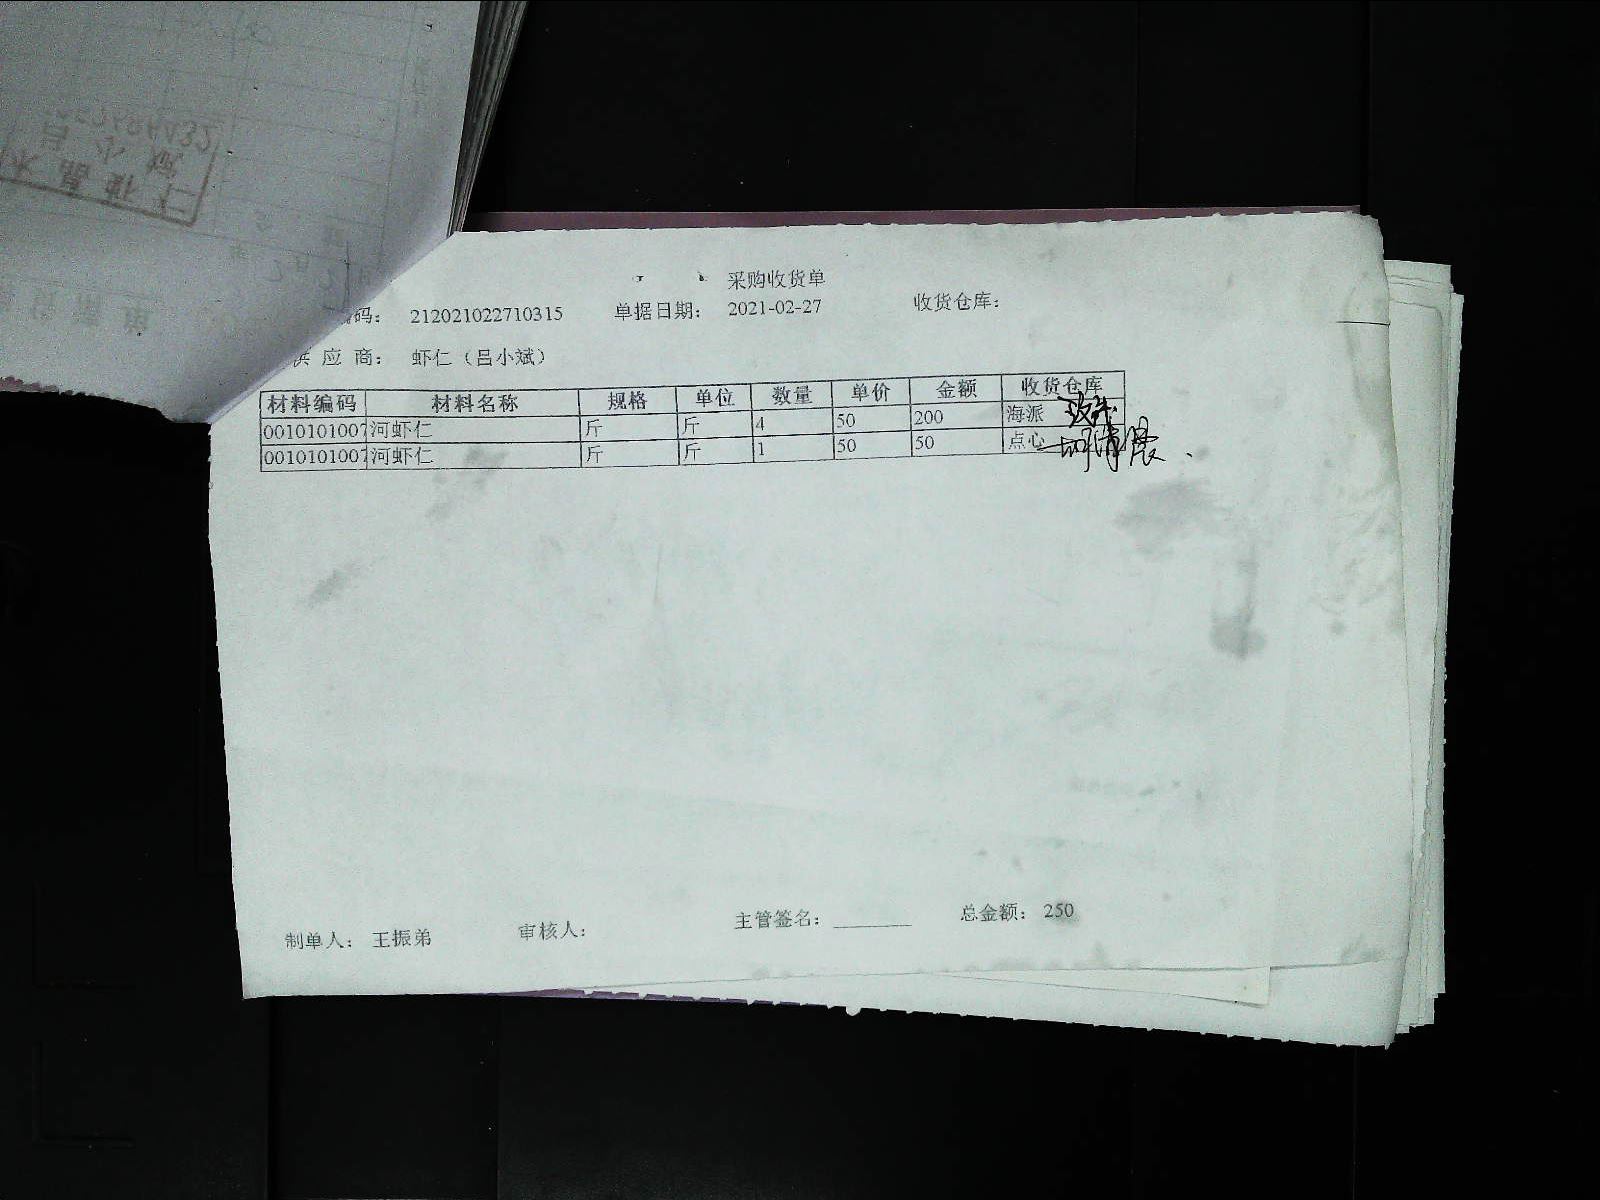 采购收货单
码： 212021022710315 单据日期： 2021-02-27 收货仓库：
供 应 商： 虾仁（吕小斌）
材料编码 材料名称 规格 单位 数量 单价 金额 收货仓库
0010101007 河虾仁 斤 斤 4 50 200 海派
0010101007 河虾仁 斤 斤 1 50 50 点心
制单人： 王振弟 审核人： 主管签名：_______ 总金额： 250